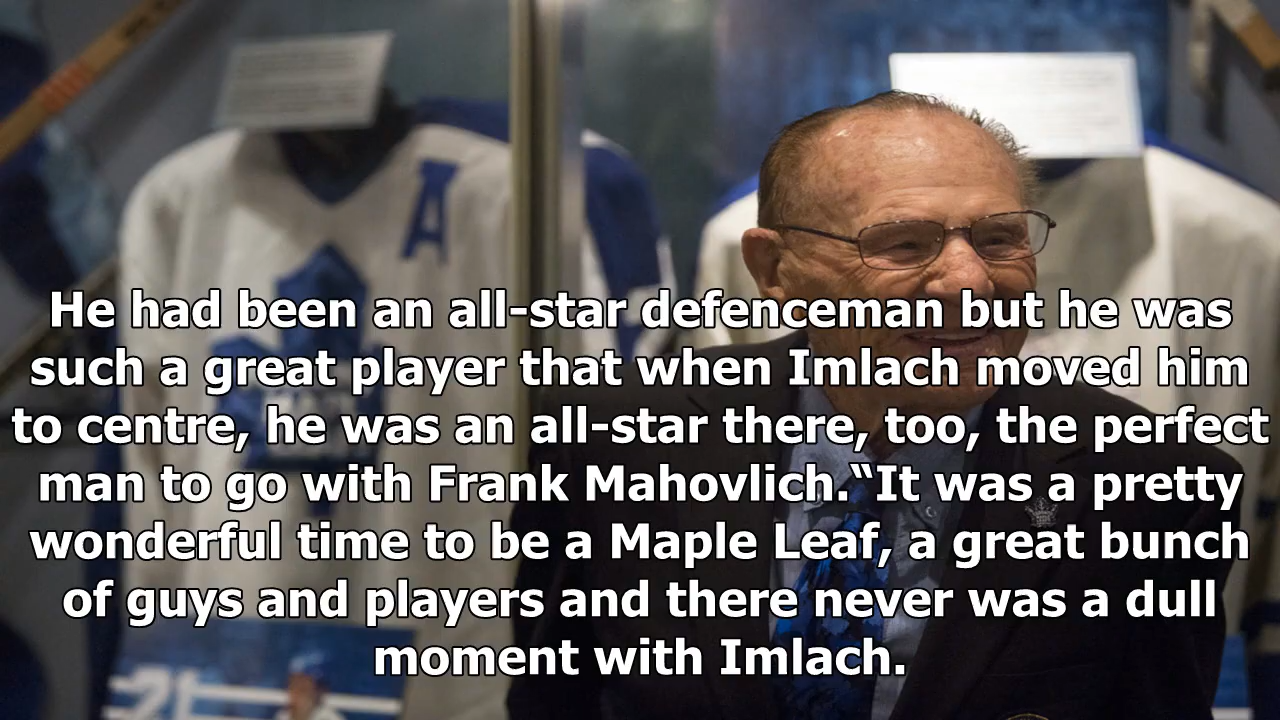 A
He had been an all-star defenceman but he was
such a great player that when Imlach moved him
to centre, he was an all-star there, too, the perfect
man to go with Frank Mahovlich.“It was a pretty
wonderful time to be a Maple Leaf, a great bunch
of guys and players and there never was a dull
moment with Imlach.
21